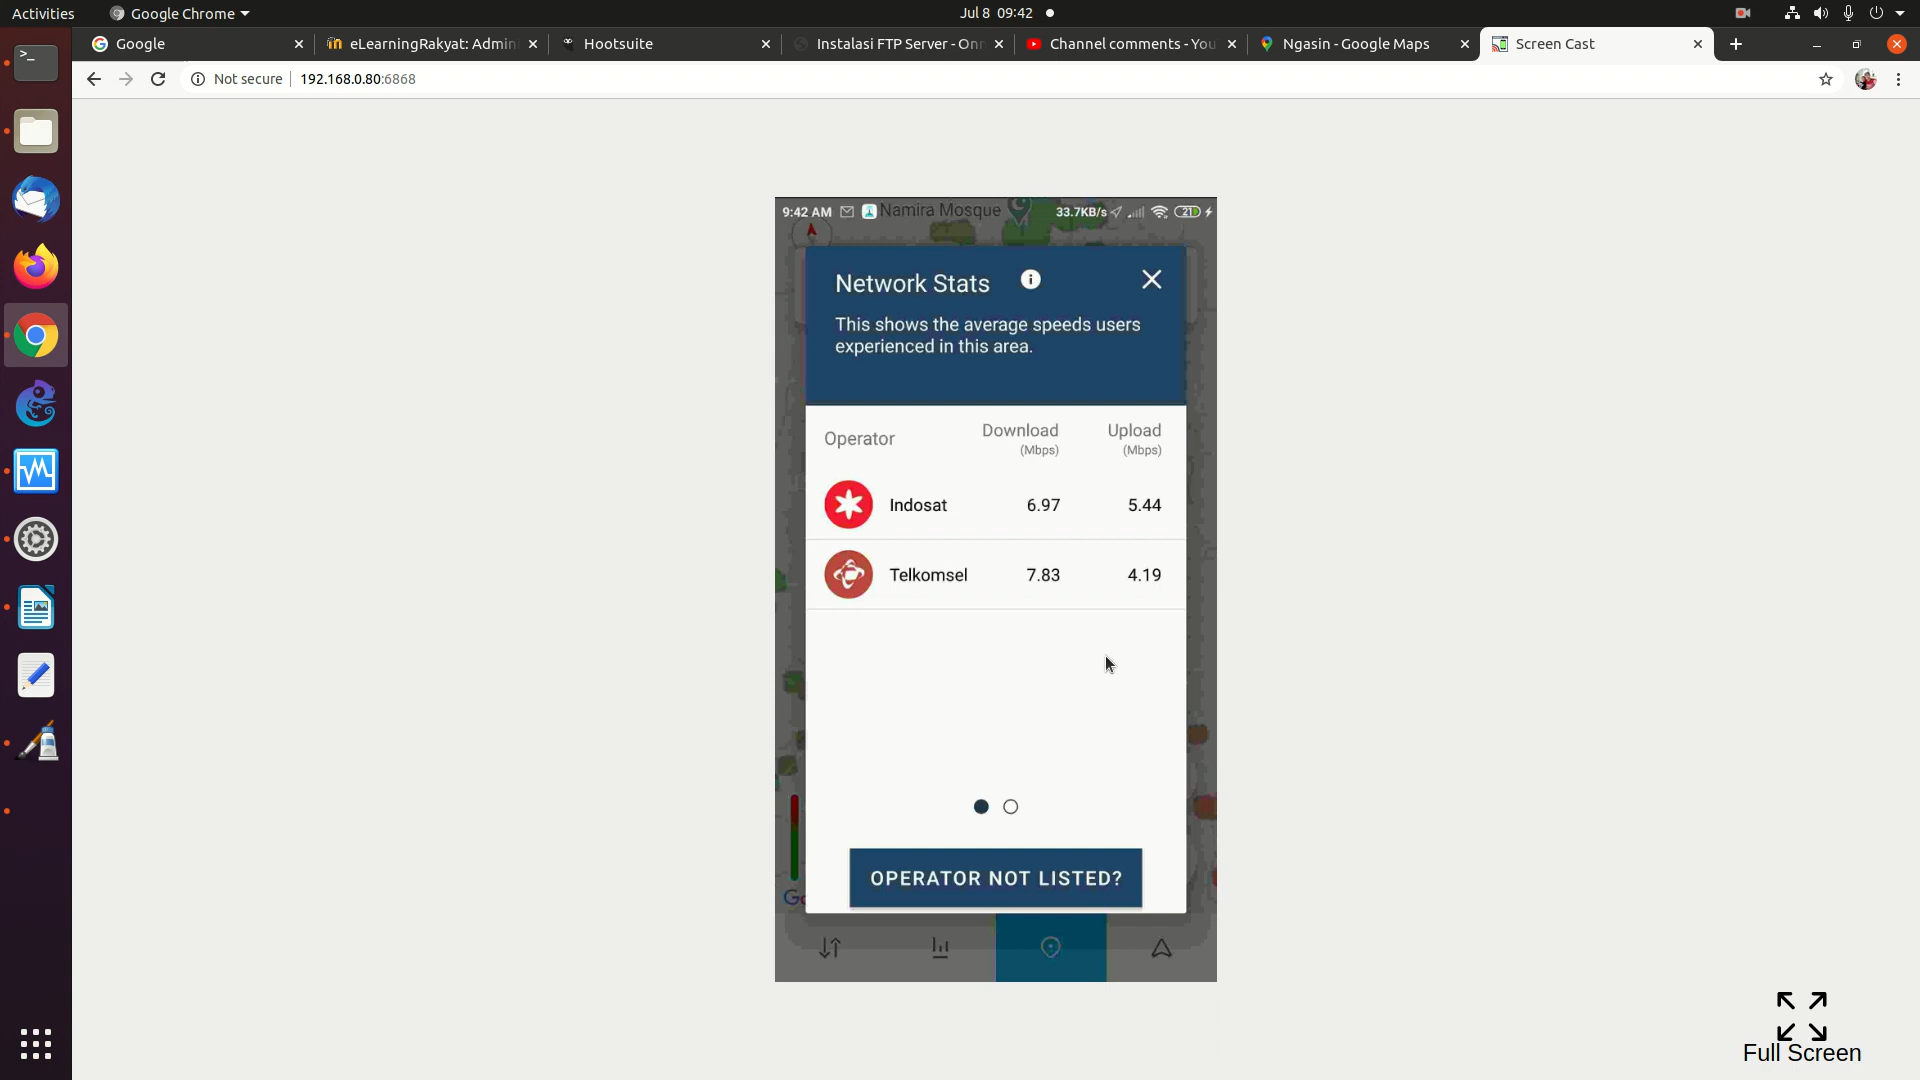 Activities
Google Chrome
Jul 8 09:42
Google
eLearningRakyat: Admin
Hootsuite
Instalasi FTP Server - Onn
Channel comments - You
Ngasin - Google Maps
Screen Cast
Not secure
192.168.0.80:6868
9:42 AM
Namira Mosque
33.7KB/s
21
Network Stats
This shows the average speeds users
experienced in this area.
Operator
Download
(Mbps)
Upload
(Mbps)
Indosat 6.97 5.44
Telkomsel 7.83 4.19
OPERATOR NOT LISTED?
Go
Full Screen